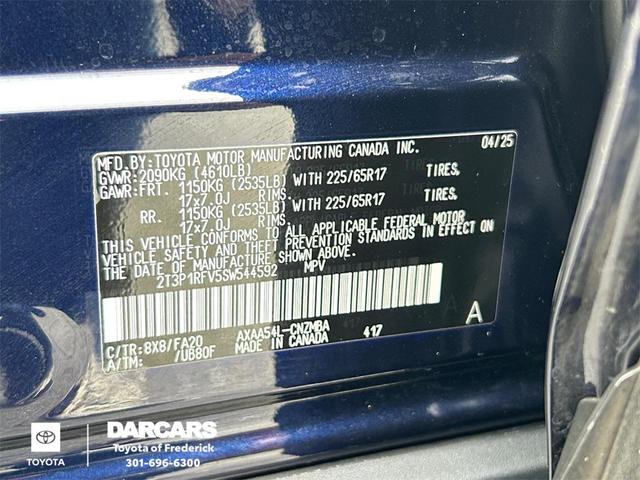 MFD. BY: TOYOTA MOTOR MANUFACTURING CANADA INC. 04/25
GVWR: 2090KG (4610LB)
GAWR: FRT. 1150KG (2535LB) WITH 225/65R17 TIRES,
17x7.0J RIMS.
RR. 1150KG (2535LB) WITH 225/65R17 TIRES,
17x7.0J RIMS.
THIS VEHICLE CONFORMS TO ALL APPLICABLE FEDERAL MOTOR
VEHICLE SAFETY AND THEFT PREVENTION STANDARDS IN EFFECT ON
THE DATE OF MANUFACTURE SHOWN ABOVE.
2T3P1RFV5SW544592 MPV
C/TR: 8X8/FA20 AXAA54L-CNZMBA 417 A
A/TM: /UB80F MADE IN CANADA
TOYOTA
DARCARS
Toyota of Frederick
301-696-6300